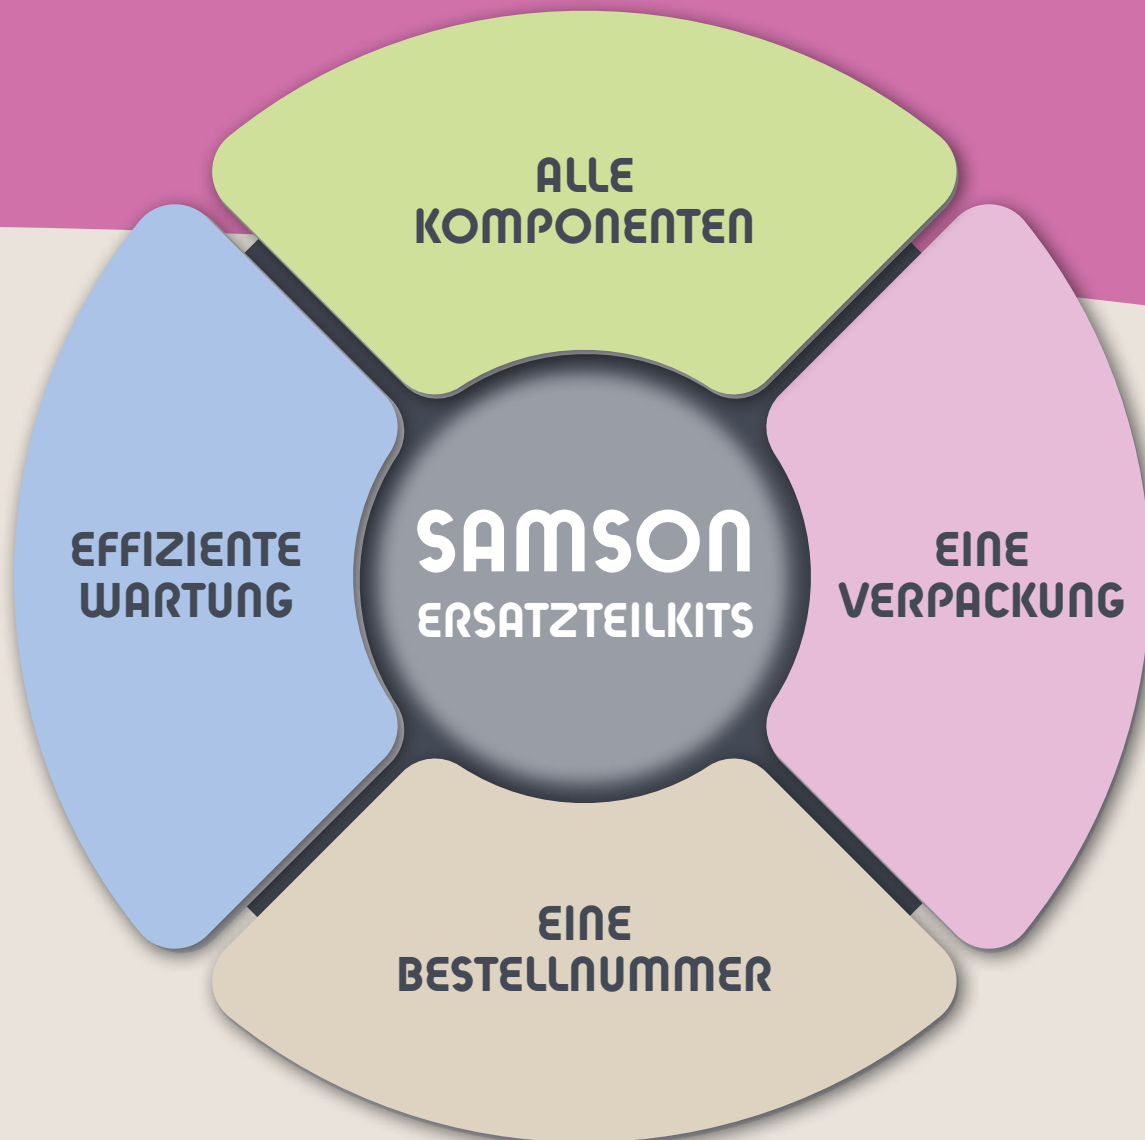 ALLE
KOMPONENTEN
EFFIZIENTE
WARTUNG
SAMSON
ERSATZTEILKITS
EINE
VERPACKUNG
EINE
BESTELLNUMMER